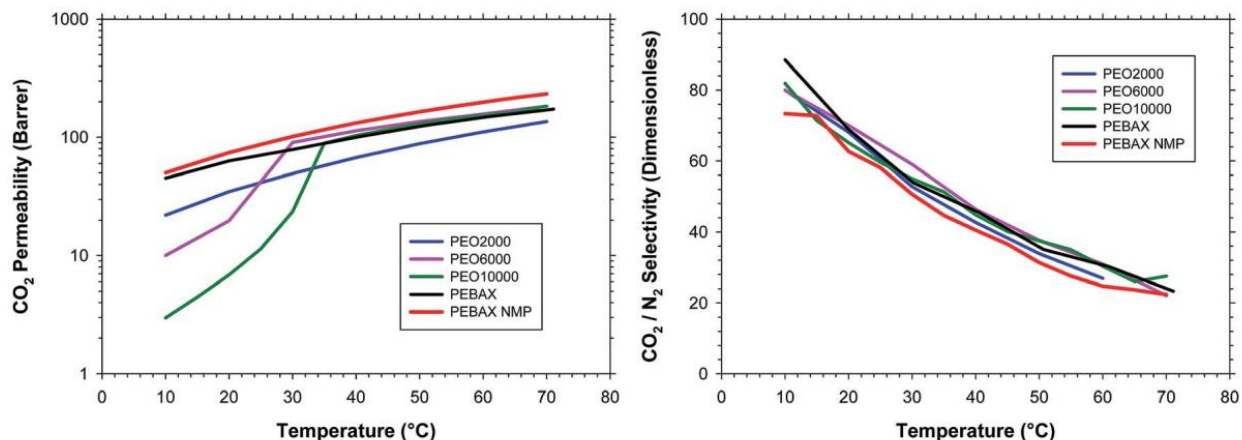 CO₂ Permeability (Barrer)
1000
100
10
1
0 10 20 30 40 50 60 70 80
Temperature (°C)
PEO2000
PEO6000
PEO10000
PEBAX
PEBAX NMP
CO₂ / N₂ Selectivity (Dimensionless)
100
80
60
40
20
0
0 10 20 30 40 50 60 70 80
Temperature (°C)
PEO2000
PEO6000
PEO10000
PEBAX
PEBAX NMP